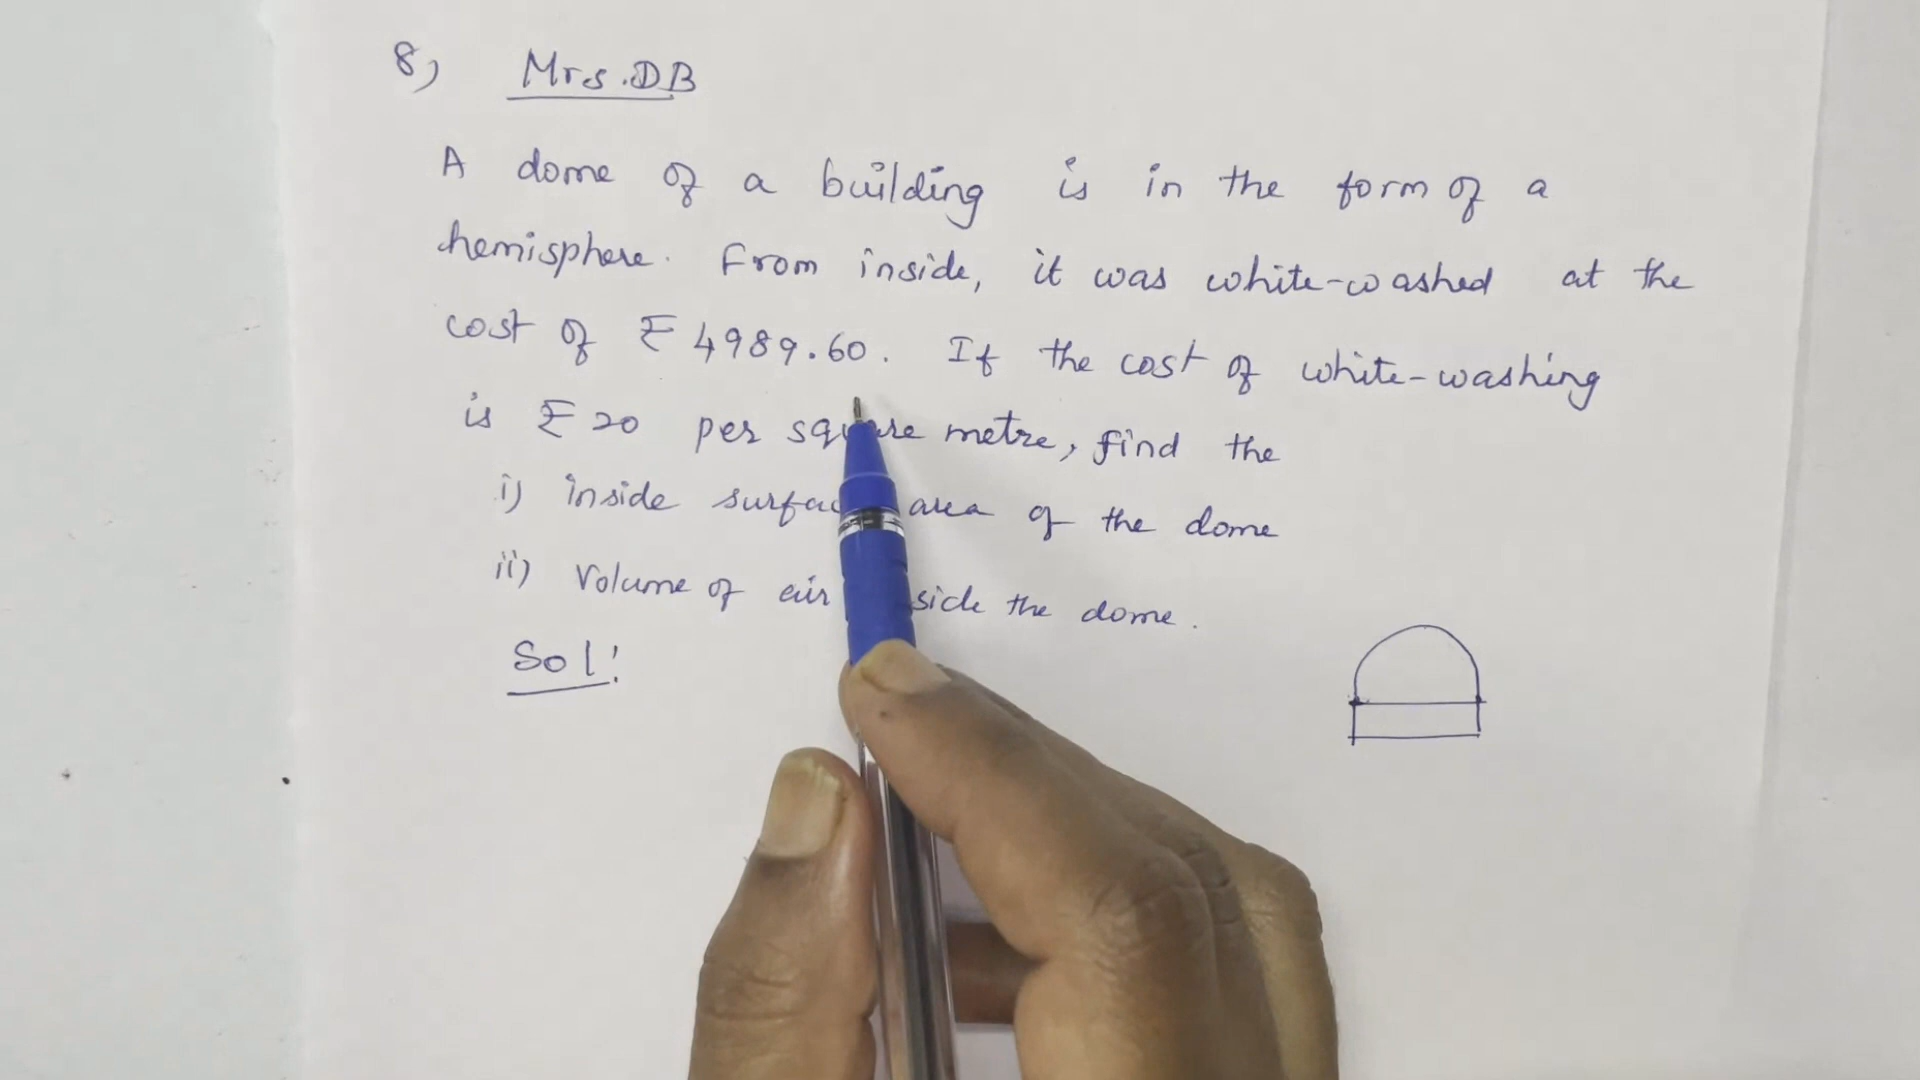 8) Mrs.DB
A dome of a building is in the form of a
hemisphere. From inside, it was white-washed at the
cost of ₹ 4989.60. If the cost of white-washing
is ₹ 20 per square metre, find the
i) inside area of the dome
ii) Volume of air the dome.
Sol: